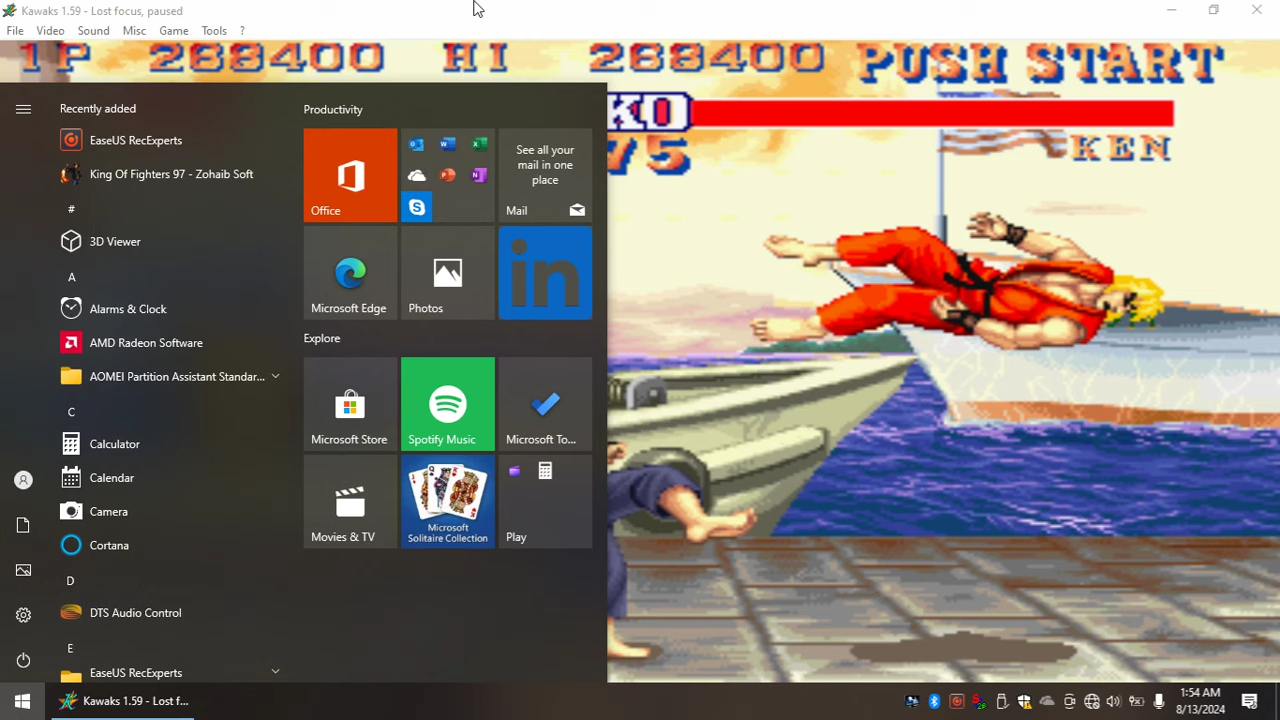 Kawaks 1.59 - Lost focus, paused
File Video Sound Misc Game Tools ?
1P 268400 HI 268400 PUSH START
KO
75
KEN
Recently added
EaseUS RecExperts
King Of Fighters 97 - Zohaib Soft
#
3D Viewer
A
Alarms & Clock
AMD Radeon Software
AOMEI Partition Assistant Standar...
C
Calculator
Calendar
Camera
Cortana
D
DTS Audio Control
E
EaseUS RecExperts
Productivity
Office
See all your
mail in one
place
Mail
Microsoft Edge
Photos
in
Explore
Microsoft Store
Spotify Music
Microsoft To...
Movies & TV
Microsoft
Solitaire Collection
Play
Kawaks 1.59 - Lost f...
1:54 AM
8/13/2024